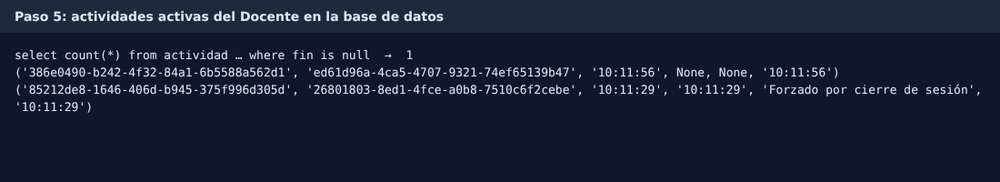 Paso 5: actividades activas del Docente en la base de datos
select count(*) from actividad … where fin is null → 1
('386e0490-b242-4f32-84a1-6b5588a562d1', 'ed61d96a-4ca5-4707-9321-74ef65139b47', '10:11:56', None, None, '10:11:56')
('85212de8-1646-406d-b945-375f996d305d', '26801803-8ed1-4fce-a0b8-7510c6f2cebe', '10:11:29', '10:11:29', 'Forzado por cierre de sesión',
'10:11:29')